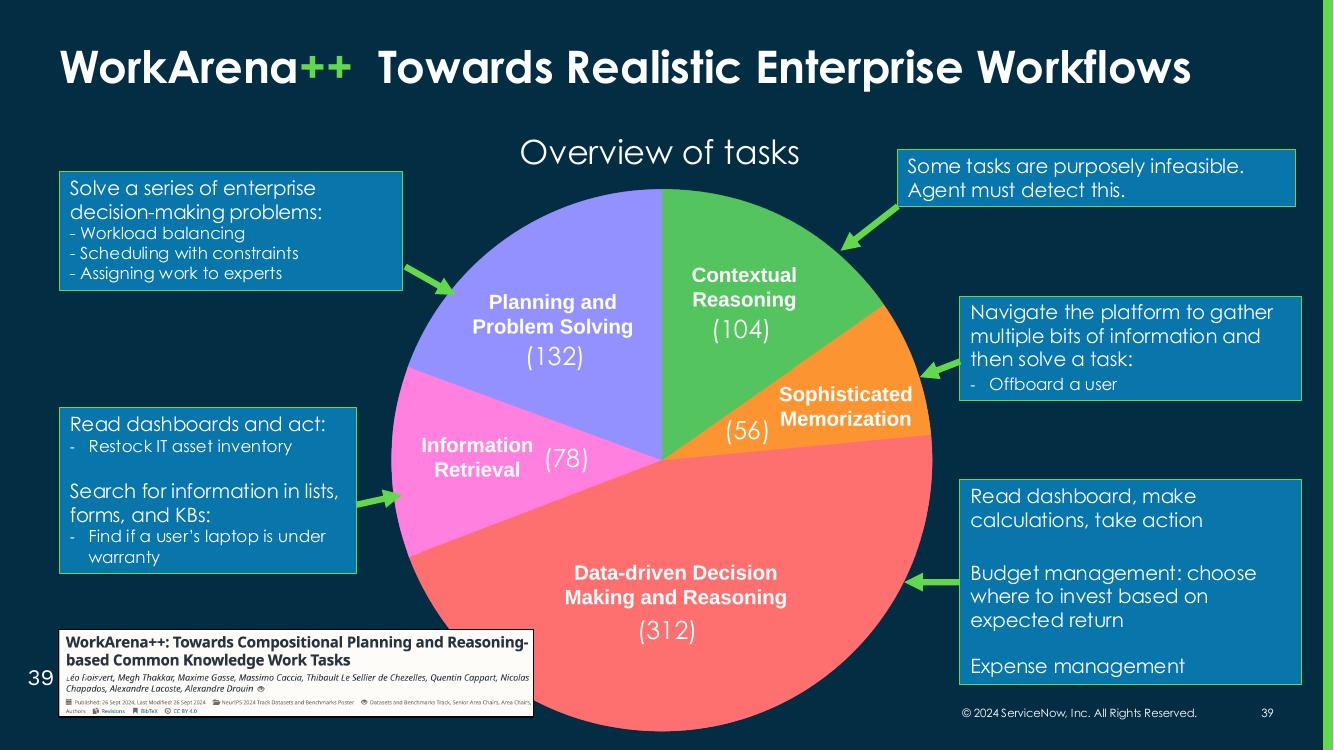 WorkArena++ Towards Realistic Enterprise Workflows
Overview of tasks
Solve a series of enterprise
decision-making problems:
- Workload balancing
- Scheduling with constraints
- Assigning work to experts
Some tasks are purposely infeasible.
Agent must detect this.
Contextual
Reasoning
(104)
Planning and
Problem Solving
(132)
Navigate the platform to gather
multiple bits of information and
then solve a task:
- Offboard a user
Sophisticated
Memorization
(56)
Read dashboards and act:
- Restock IT asset inventory
Search for information in lists,
forms, and KBs:
- Find if a user's laptop is under
warranty
Information
Retrieval
(78)
Read dashboard, make
calculations, take action
Budget management: choose
where to invest based on
expected return
Expense management
Data-driven Decision
Making and Reasoning
(312)
WorkArena++: Towards Compositional Planning and Reasoning-
based Common Knowledge Work Tasks
Léo Boisvert, Megh Thakkar, Maxime Gasse, Massimo Caccia, Thibault Le Sellier de Chezelles, Quentin Cappart, Nicolas
Chapados, Alexandre Lacoste, Alexandre Drouin
Published: 26 Sept 2024, Last Modified: 26 Sept 2024 NeurIPS 2024 Track Datasets and Benchmarks Poster Datasets and Benchmarks Track, Senior Area Chairs, Area Chairs,
Authors Revisions BibTeX CC BY 4.0
39
© 2024 ServiceNow, Inc. All Rights Reserved.
39